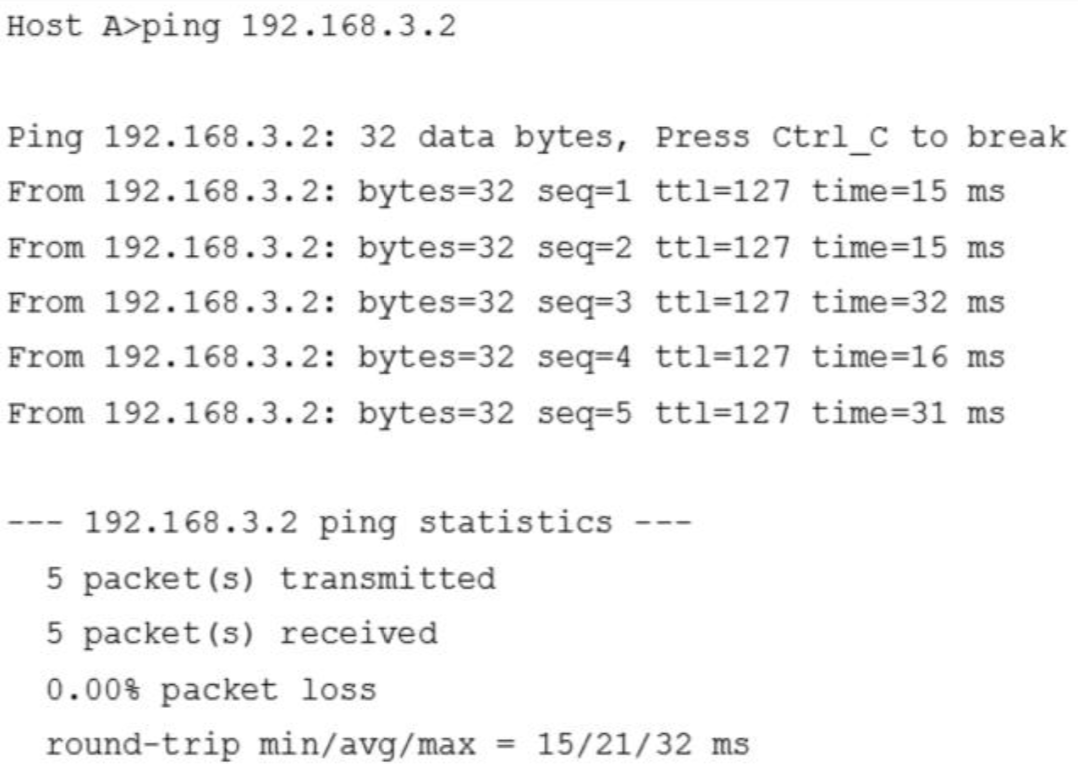 Host A>ping 192.168.3.2
Ping 192.168.3.2: 32 data bytes, Press Ctrl_C to break
From 192.168.3.2: bytes=32 seq=1 ttl=127 time=15 ms
From 192.168.3.2: bytes=32 seq=2 ttl=127 time=15 ms
From 192.168.3.2: bytes=32 seq=3 ttl=127 time=32 ms
From 192.168.3.2: bytes=32 seq=4 ttl=127 time=16 ms
From 192.168.3.2: bytes=32 seq=5 ttl=127 time=31 ms
--- 192.168.3.2 ping statistics ---
5 packet(s) transmitted
5 packet(s) received
0.00% packet loss
round-trip min/avg/max = 15/21/32 ms